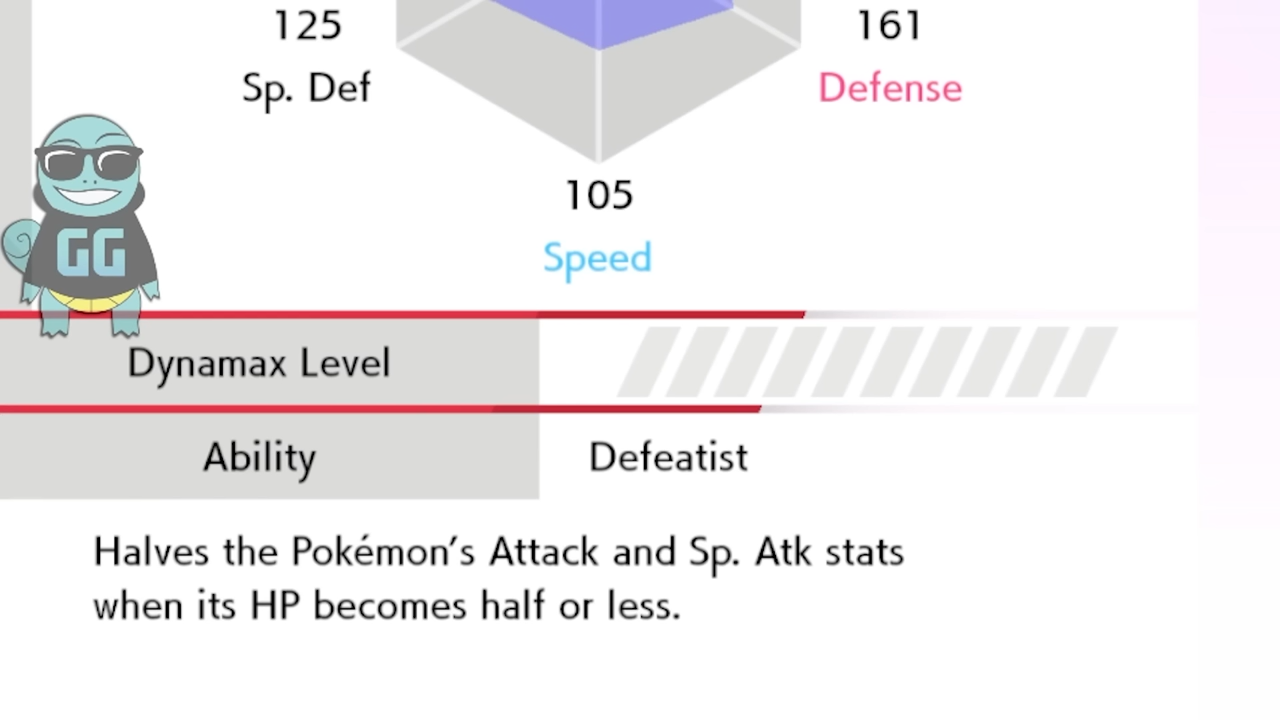 125
161
Sp. Def
Defense
105
Speed
GG
Dynamax Level
Ability
Defeatist
Halves the Pokémon's Attack and Sp. Atk stats
when its HP becomes half or less.